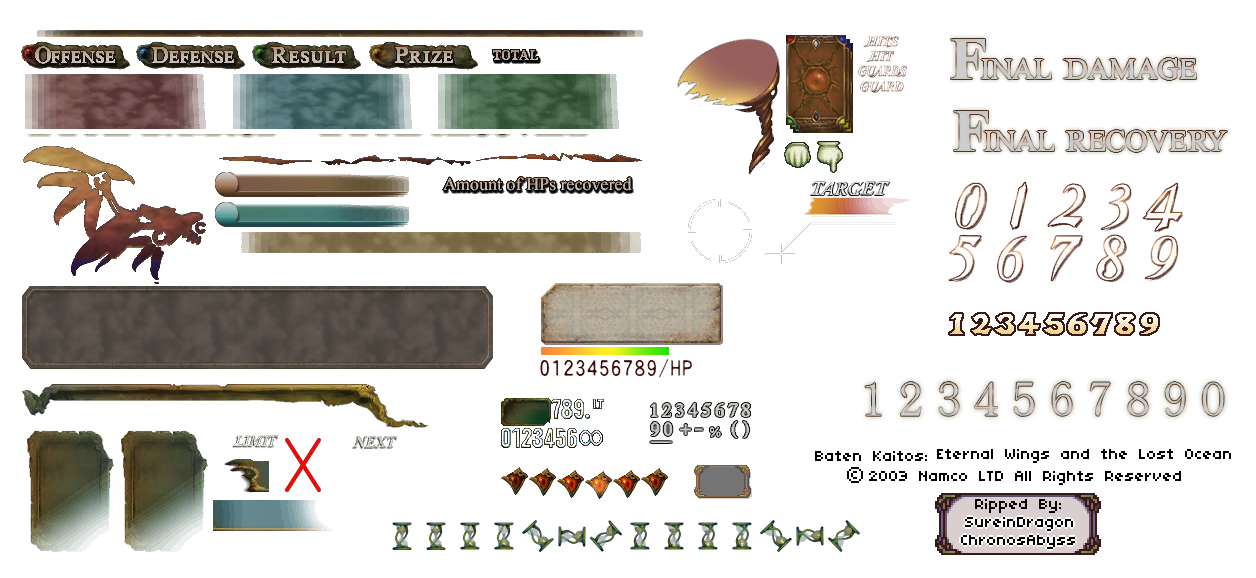 OFFENSE DEFENSE RESULT PRIZE TOTAL
HITS
HIT
GUARDS
GUARD
FINAL DAMAGE
FINAL RECOVERY
Amount of HPs recovered
TARGET
0 1 2 3 4
5 6 7 8 9
123456789
0123456789/HP
1 2 3 4 5 6 7 8 9 0
789. LT
0123456∞
12345678
90 +-% ()
LIMIT
NEXT
Baten Kaitos: Eternal Wings and the Lost Ocean
© 2003 Namco LTD All Rights Reserved
Ripped By:
SureinDragon
ChronosAbyss